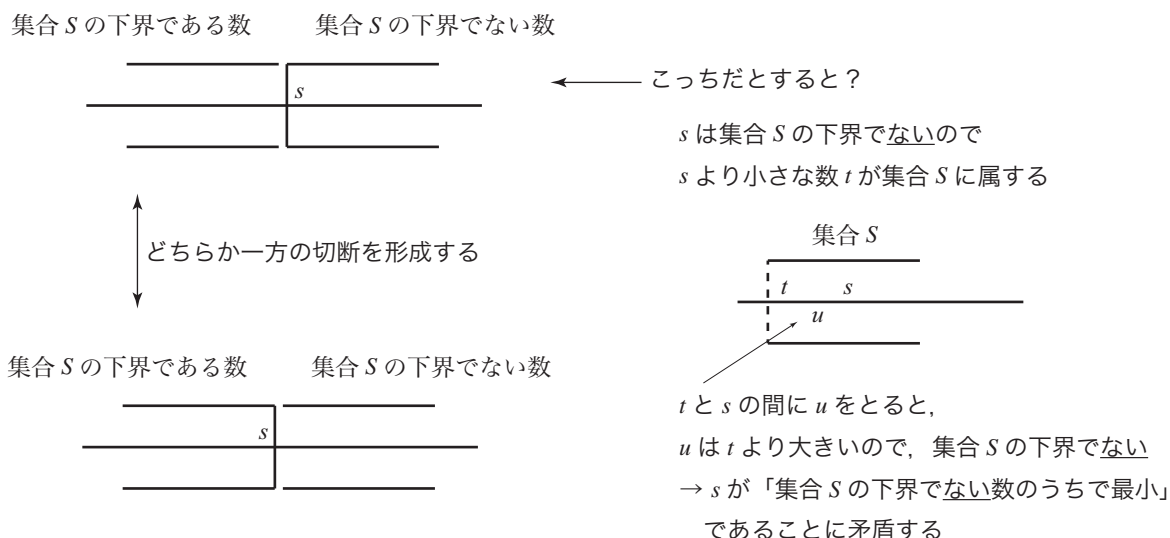 集合 S の下界である数　集合 S の下界でない数
s
こっちだとすると？
s は集合 S の下界でないので
s より小さな数 t が集合 S に属する
どちらか一方の切断を形成する
集合 S
t s
u
集合 S の下界である数　集合 S の下界でない数
s
t と s の間に u をとると，
u は t より大きいので，集合 S の下界でない
→ s が「集合 S の下界でない数のうちで最小」
であることに矛盾する